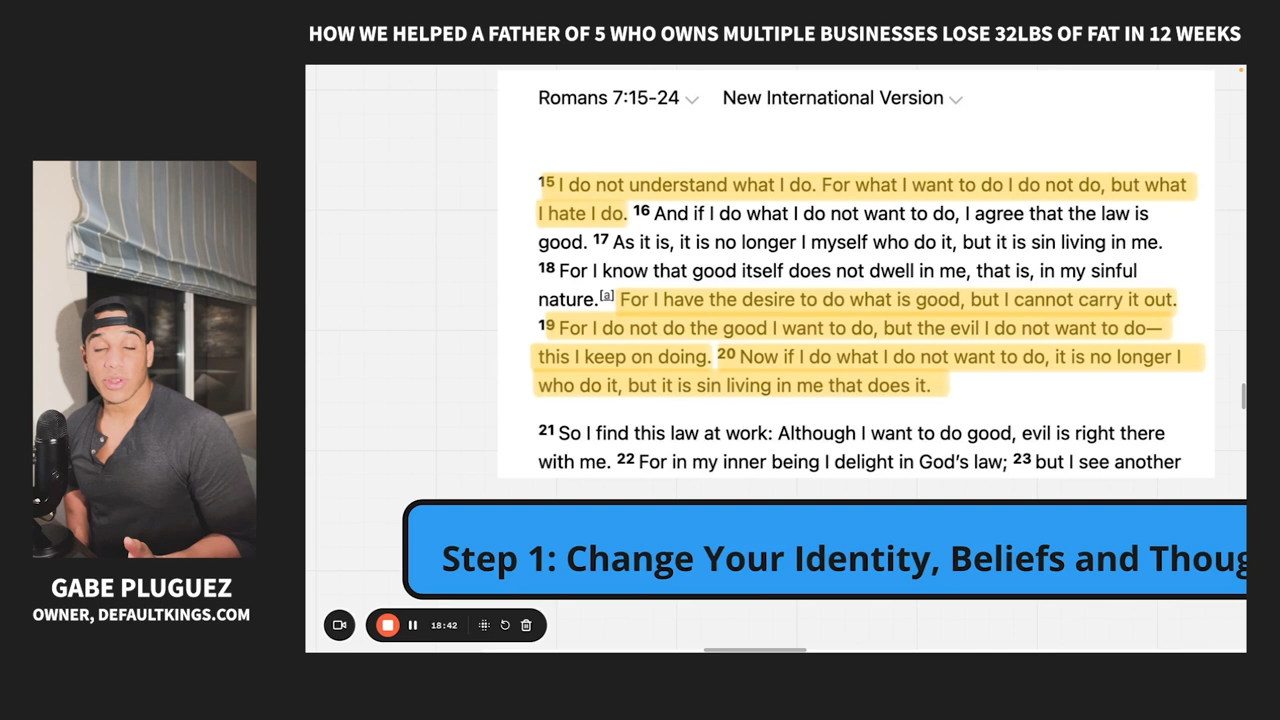 HOW WE HELPED A FATHER OF 5 WHO OWNS MULTIPLE BUSINESSES LOSE 32LBS OF FAT IN 12 WEEKS
Romans 7:15-24 New International Version
15 I do not understand what I do. For what I want to do I do not do, but what
I hate I do. 16 And if I do what I do not want to do, I agree that the law is
good. 17 As it is, it is no longer I myself who do it, but it is sin living in me.
18 For I know that good itself does not dwell in me, that is, in my sinful
nature.[a] For I have the desire to do what is good, but I cannot carry it out.
19 For I do not do the good I want to do, but the evil I do not want to do—
this I keep on doing. 20 Now if I do what I do not want to do, it is no longer I
who do it, but it is sin living in me that does it.
21 So I find this law at work: Although I want to do good, evil is right there
with me. 22 For in my inner being I delight in God's law; 23 but I see another
Step 1: Change Your Identity, Beliefs and Thoug
18:42
GABE PLUGUEZ
OWNER, DEFAULTKINGS.COM